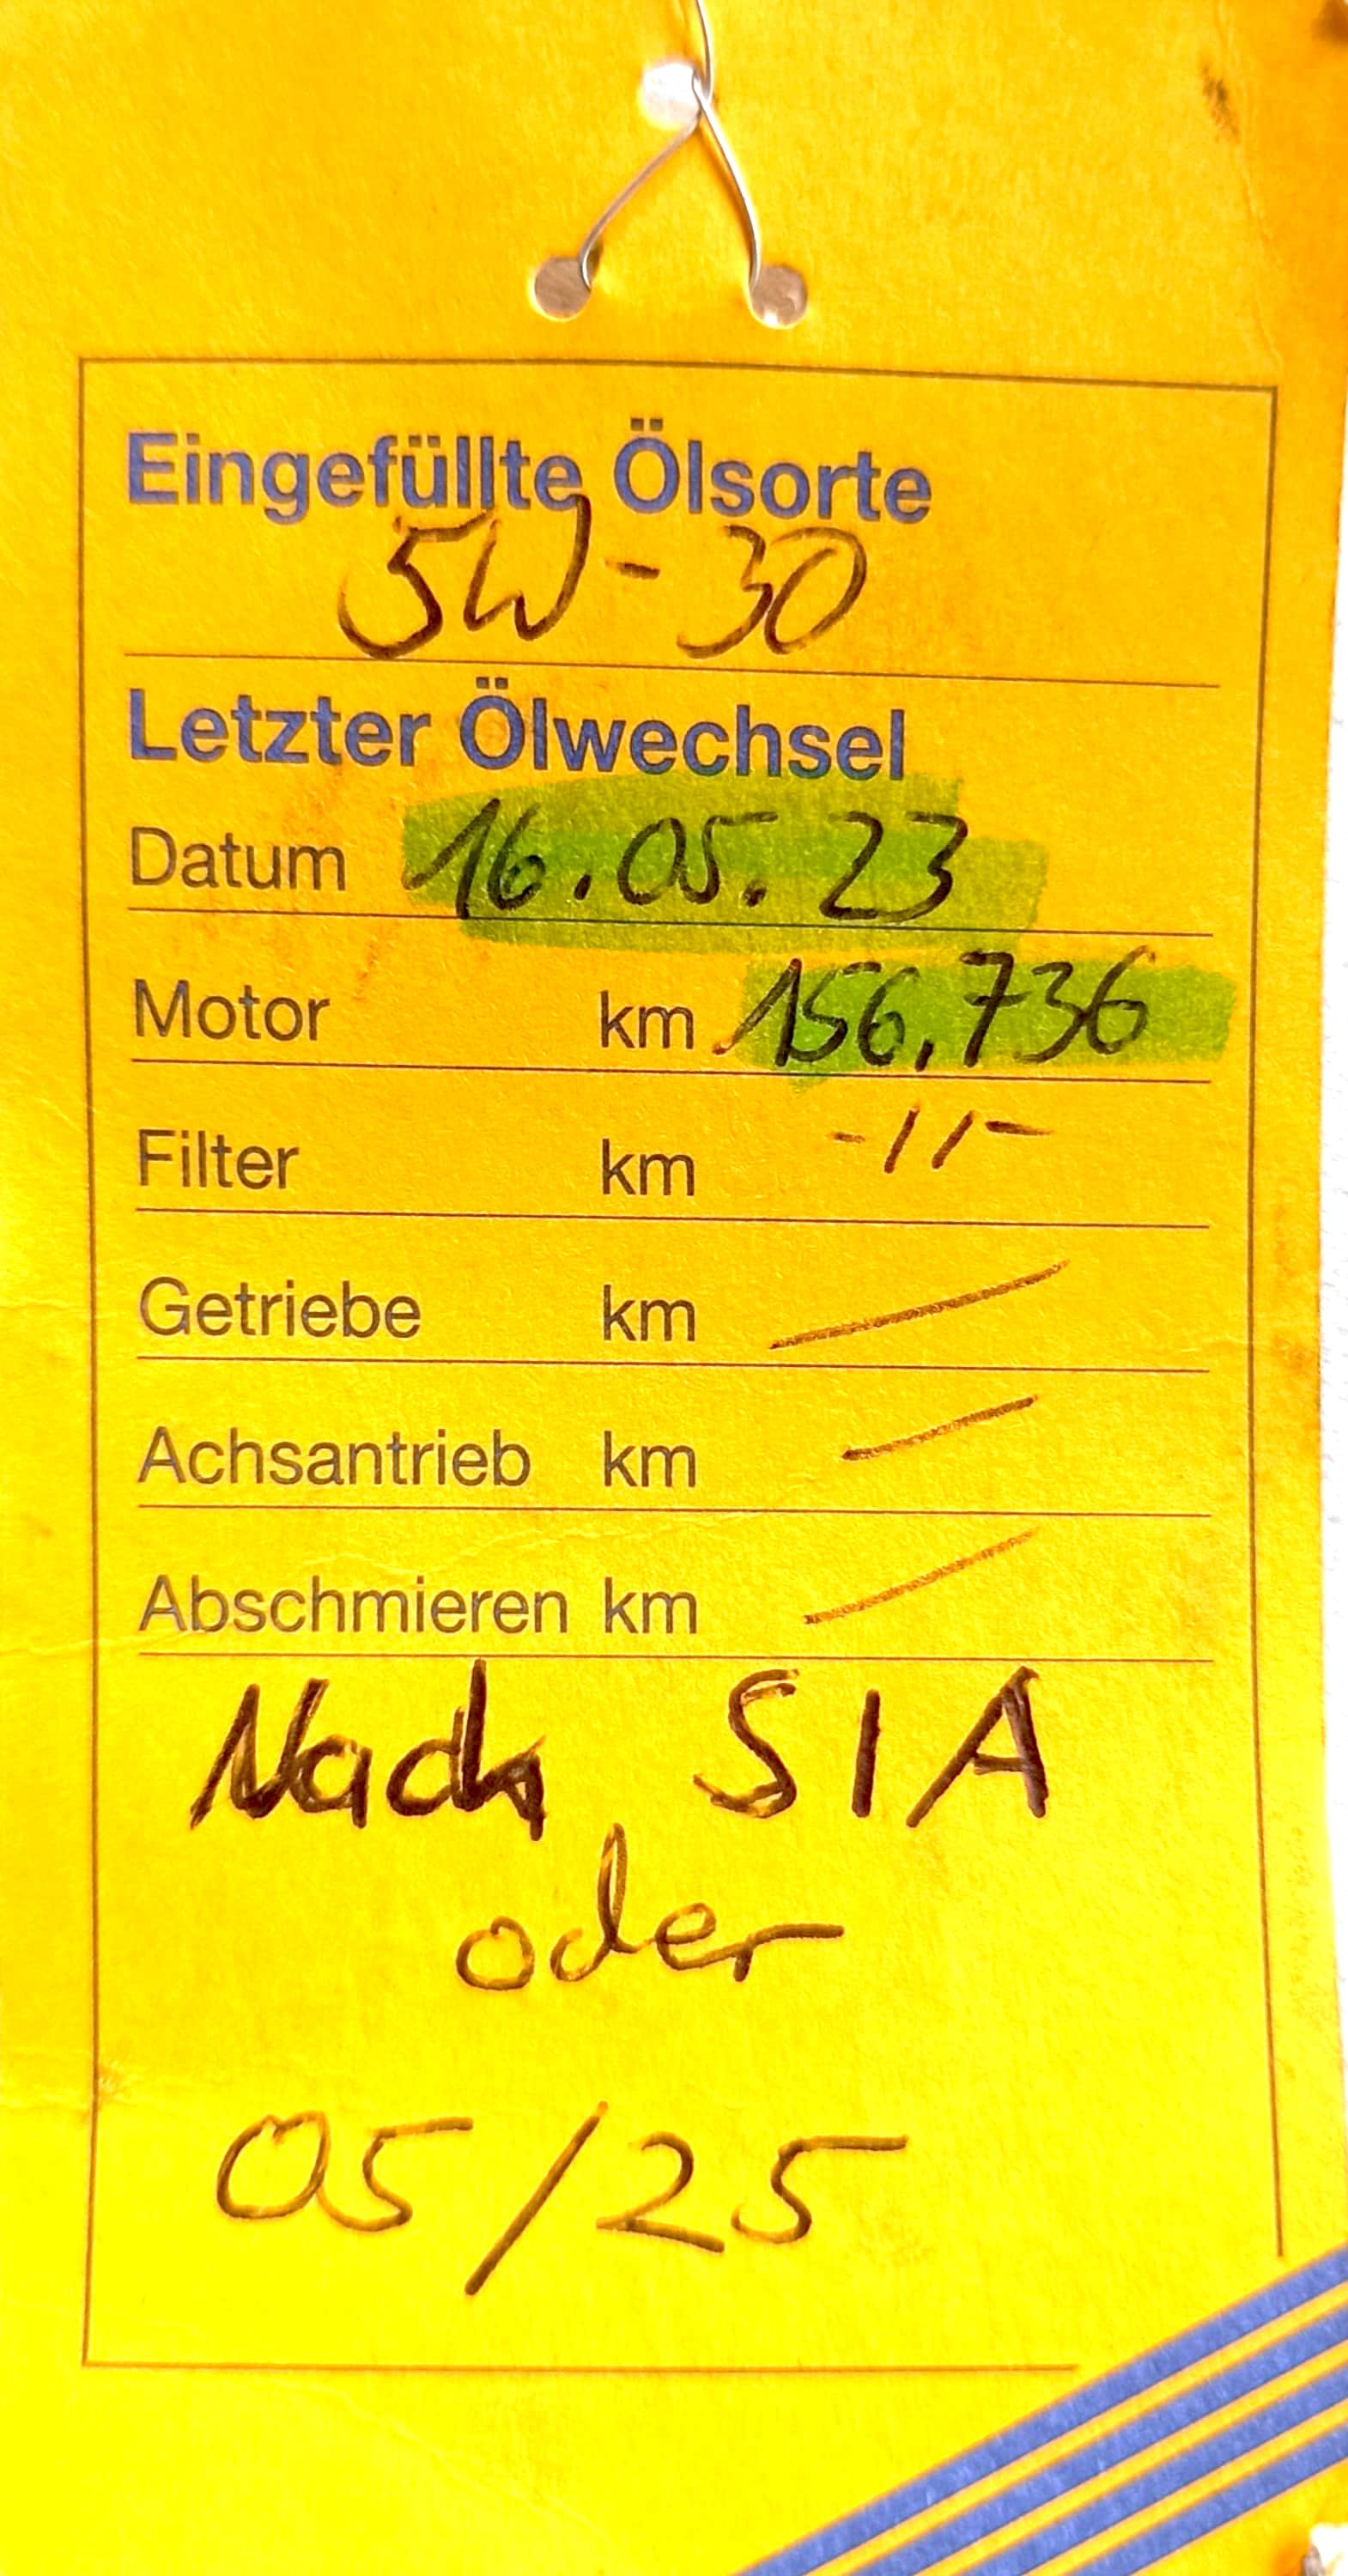 Eingefüllte Ölsorte
5W-30
Letzter Ölwechsel
Datum 16.05.23
Motor km 156.736
Filter km -11-
Getriebe km —
Achsantrieb km —
Abschmieren km —
Nach SIA
oder
05/25